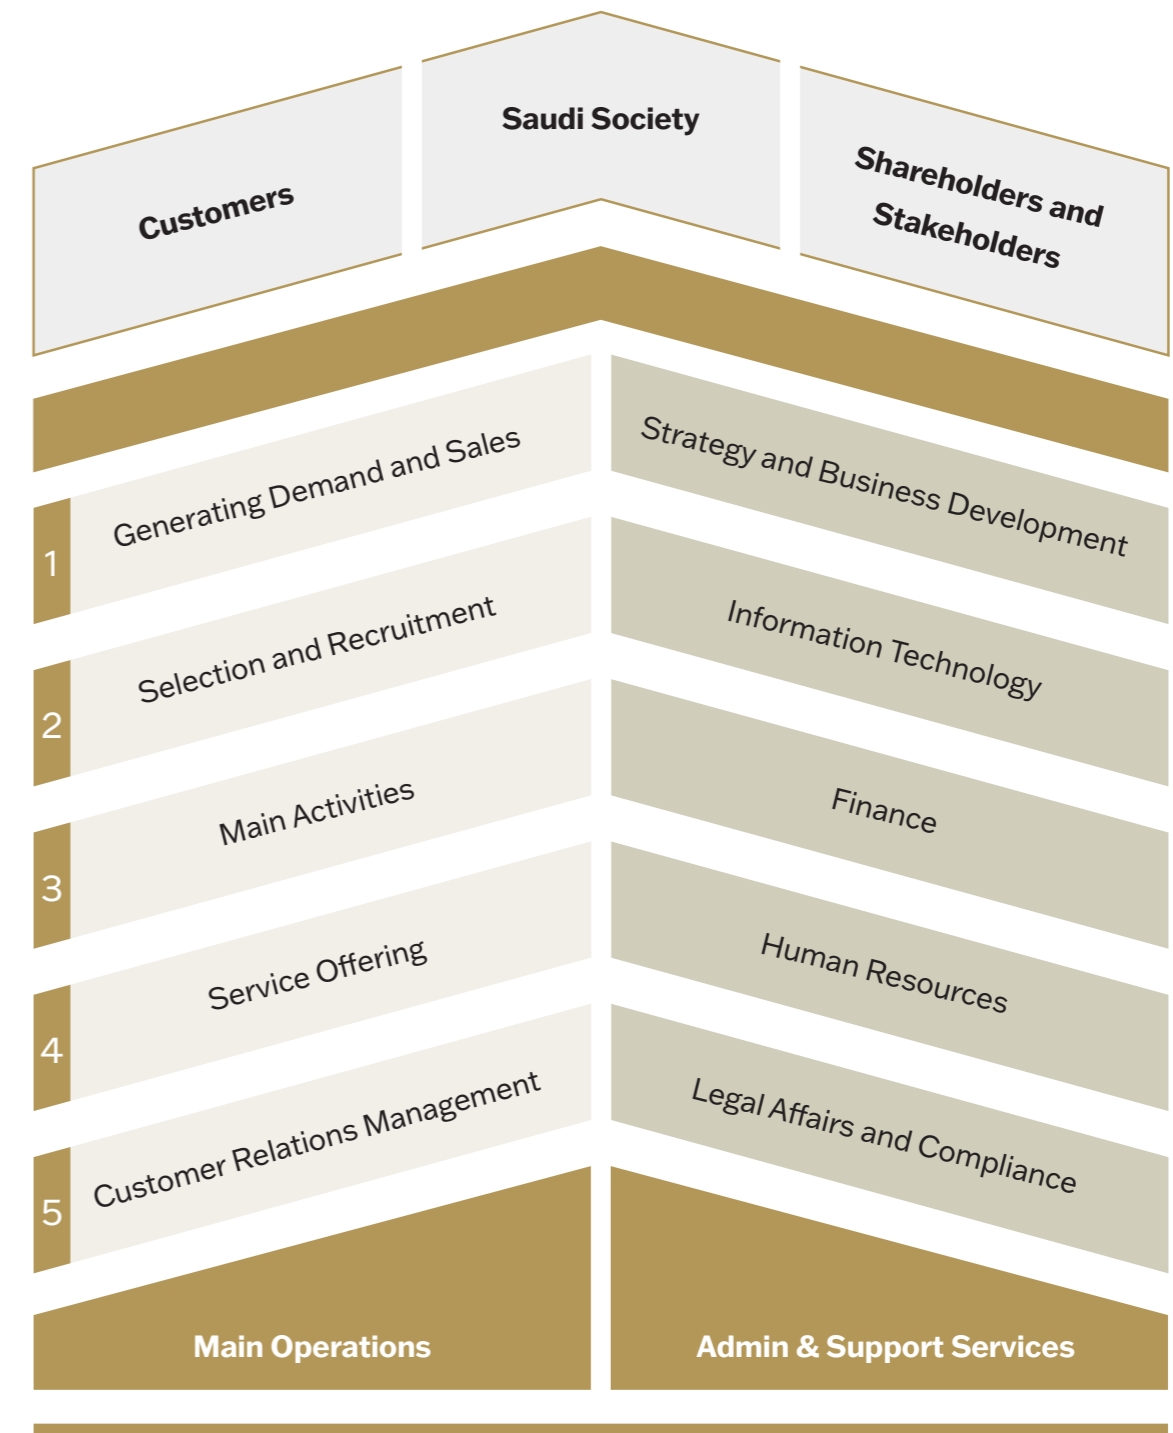 Saudi Society
Customers
Shareholders and
Stakeholders
1
Generating Demand and Sales
2
Selection and Recruitment
3
Main Activities
4
Service Offering
5
Customer Relations Management
Main Operations
Strategy and Business Development
Information Technology
Finance
Human Resources
Legal Affairs and Compliance
Admin & Support Services